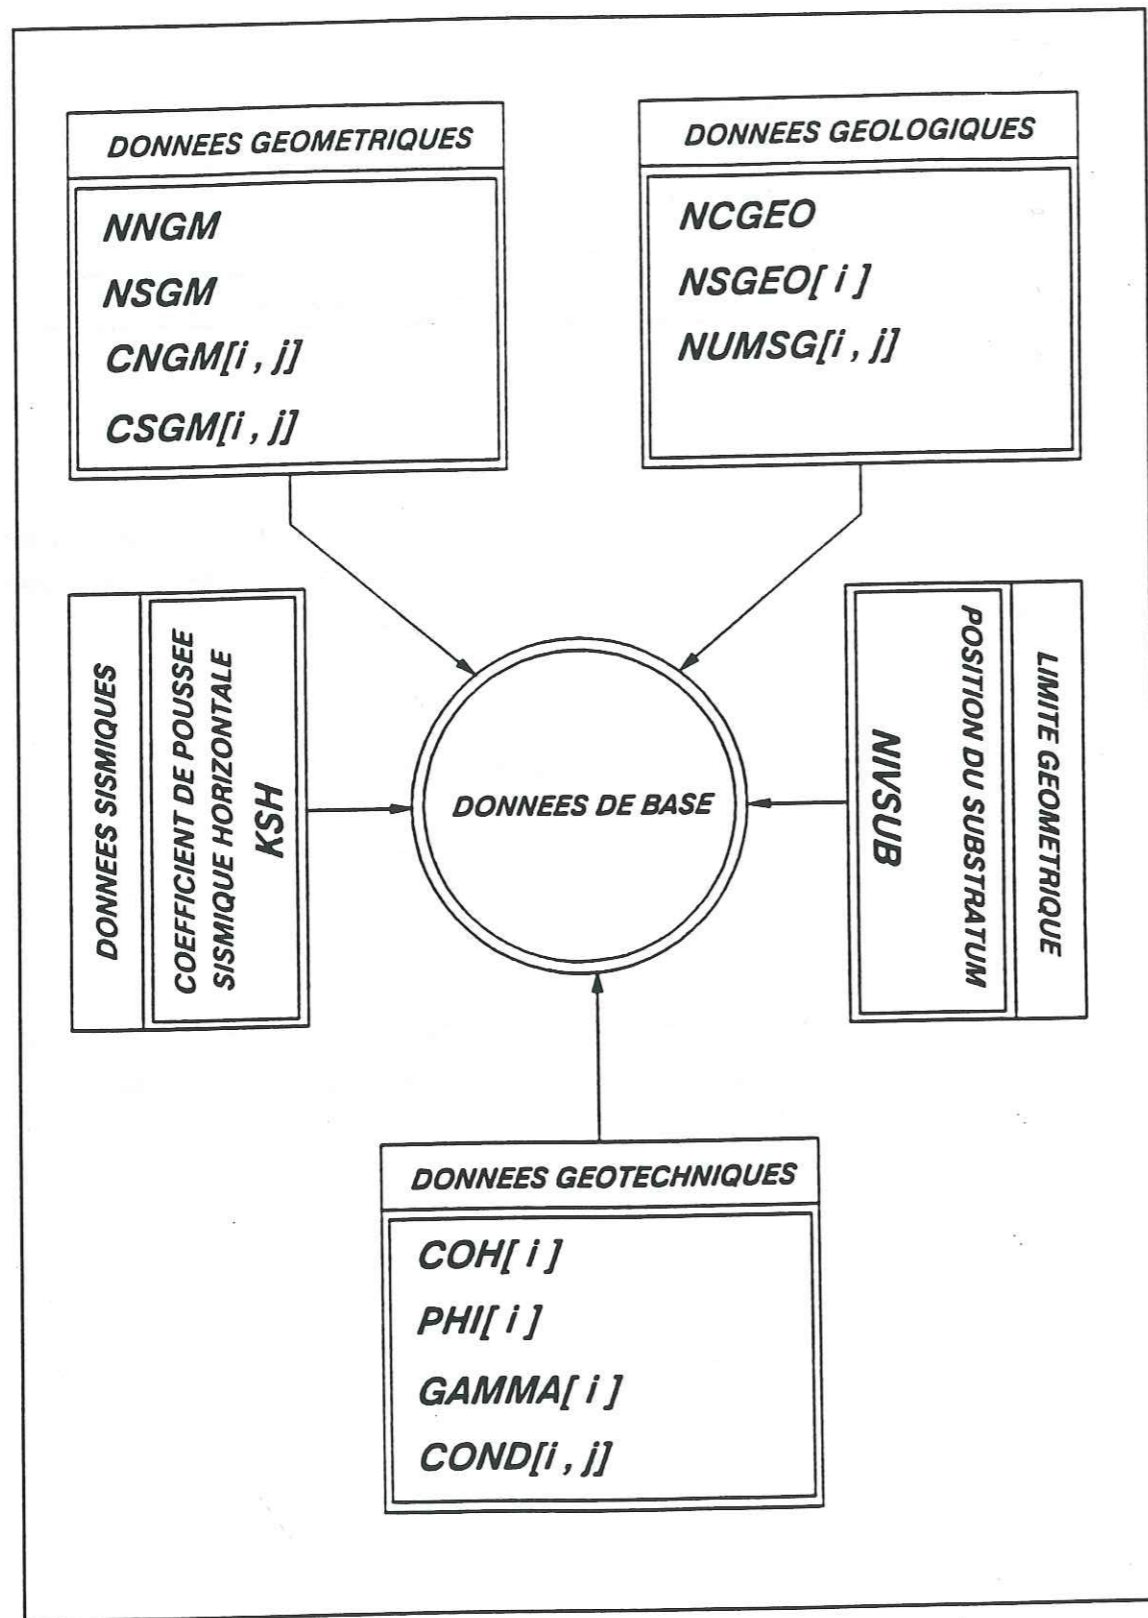 DONNEES GEOMETRIQUES
NNGM
NSGM
CNGM[i , j]
CSGM[i , j]
DONNEES GEOLOGIQUES
NCGEO
NSGEO[ i ]
NUMSG[i , j]
DONNEES SISMIQUES
COEFFICIENT DE POUSSEE
SISMIQUE HORIZONTALE
KSH
DONNEES DE BASE
LIMITE GEOMETRIQUE
POSITION DU SUBSTRATUM
NIVSUB
DONNEES GEOTECHNIQUES
COH[ i ]
PHI[ i ]
GAMMA[ i ]
COND[i , j]